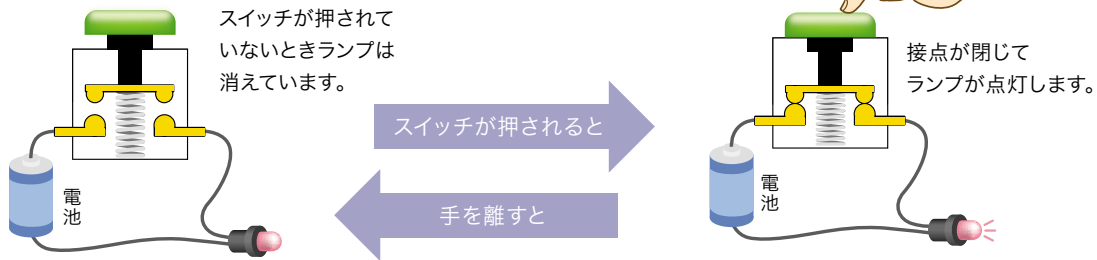 スイッチが押されて
いないときランプは
消えています。
電池
スイッチが押されると
手を離すと
接点が閉じて
ランプが点灯します。
電池